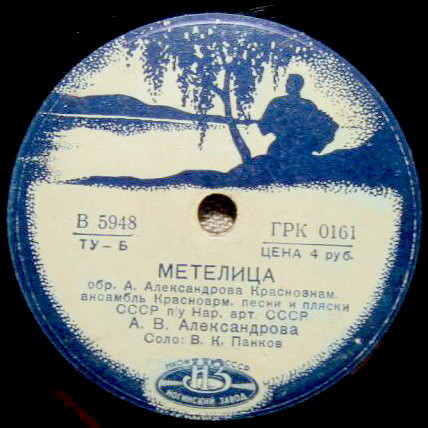 В 5948
ТУ–Б
ГРК 0161
ЦЕНА 4 руб.
МЕТЕЛИЦА
обр. А. Александрова Краснознам.
ансамбль Красноарм. песни и пляски
СССР п/у Нар. арт. СССР
А. В. Александрова
Соло: В. К. Панков
СССР
НЗ
НОГИНСКИЙ ЗАВОД